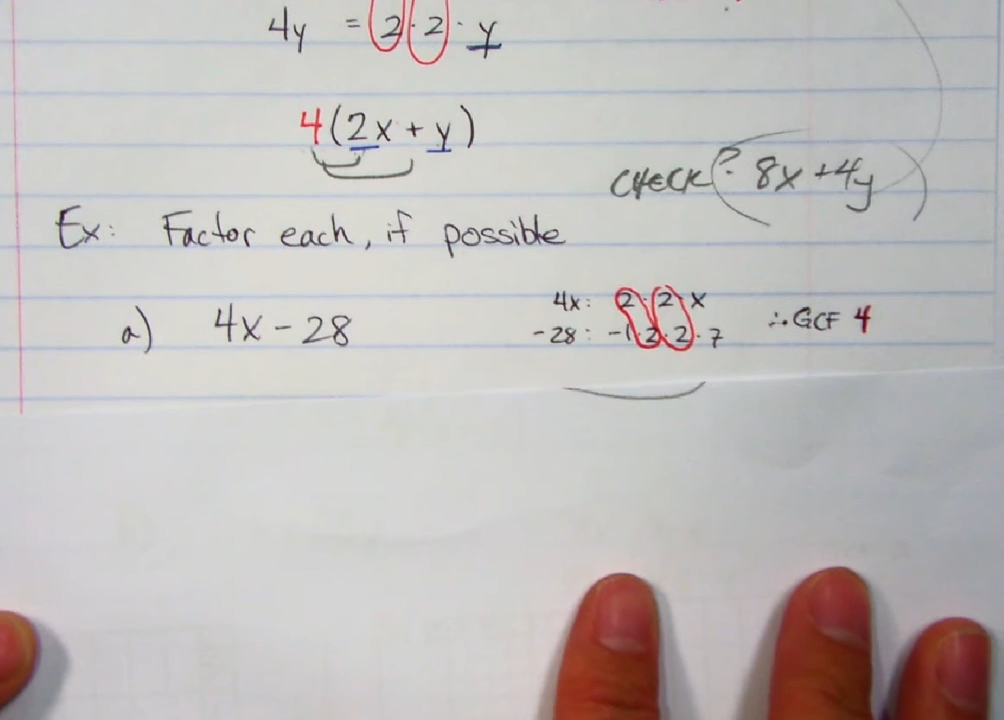 4y = 2 · 2 · y
4(2x + y)
CHECK? 8x + 4y
Ex: Factor each, if possible
a) 4x - 28
4x: 2 · 2 · x
-28: -1 · 2 · 2 · 7
∴ GCF 4